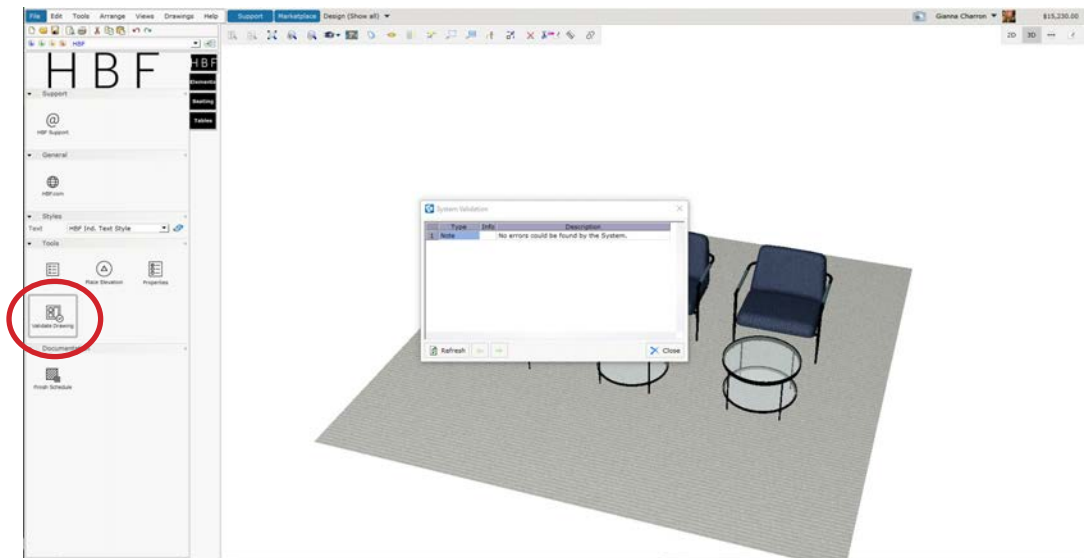 File Edit Tools Arrange Views Drawings Help Support Marketplace Design (Show all) Gianna Charron $15,230.00
HBF
2D 3D
HBF
HBF
Elements
Seating
Tables
Support
@
HBF Support
General
HBF.com
Styles
Text HBF Ind. Text Style
Tools
Place Elevation Properties
Validate Drawing
Documentation
Finish Schedule
System Validation
Type Info Description
1 Note No errors could be found by the System.
Refresh Close